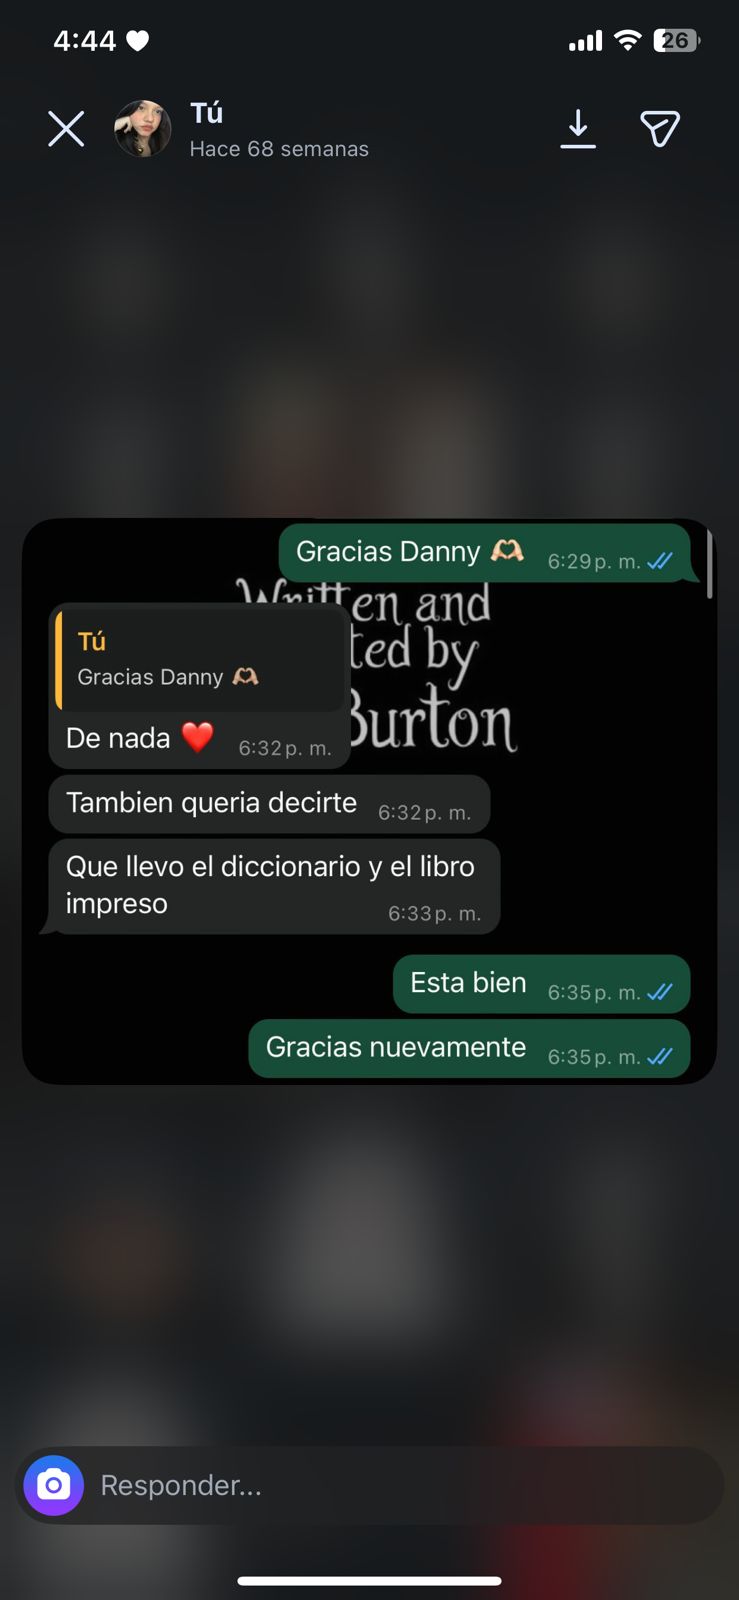 4:44
26
Tú
Hace 68 semanas
Gracias Danny 🫶🏼 6:29 p. m.
Written and
ted by
Burton
Tú
Gracias Danny 🫶🏼
De nada ❤️ 6:32 p. m.
Tambien queria decirte 6:32 p. m.
Que llevo el diccionario y el libro
impreso 6:33 p. m.
Esta bien 6:35 p. m.
Gracias nuevamente 6:35 p. m.
Responder...